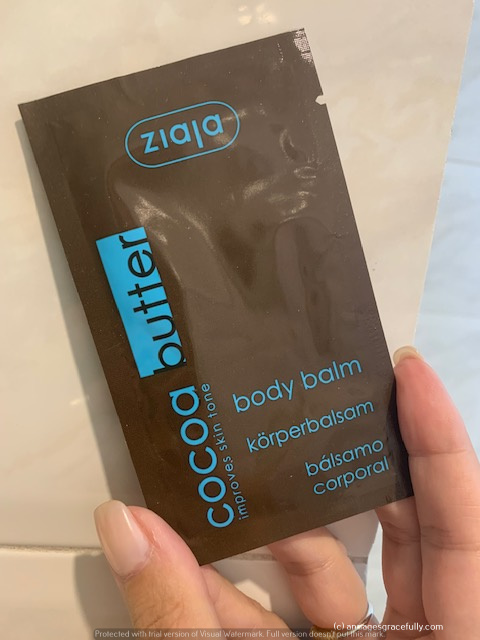 ziaja
cocoa butter
improves skin tone
body balm
körperbalsam
bálsamo
corporal
(c) annagesgracefully.com
Protected with trial version of Visual Watermark. Full version doesn't put this mark.